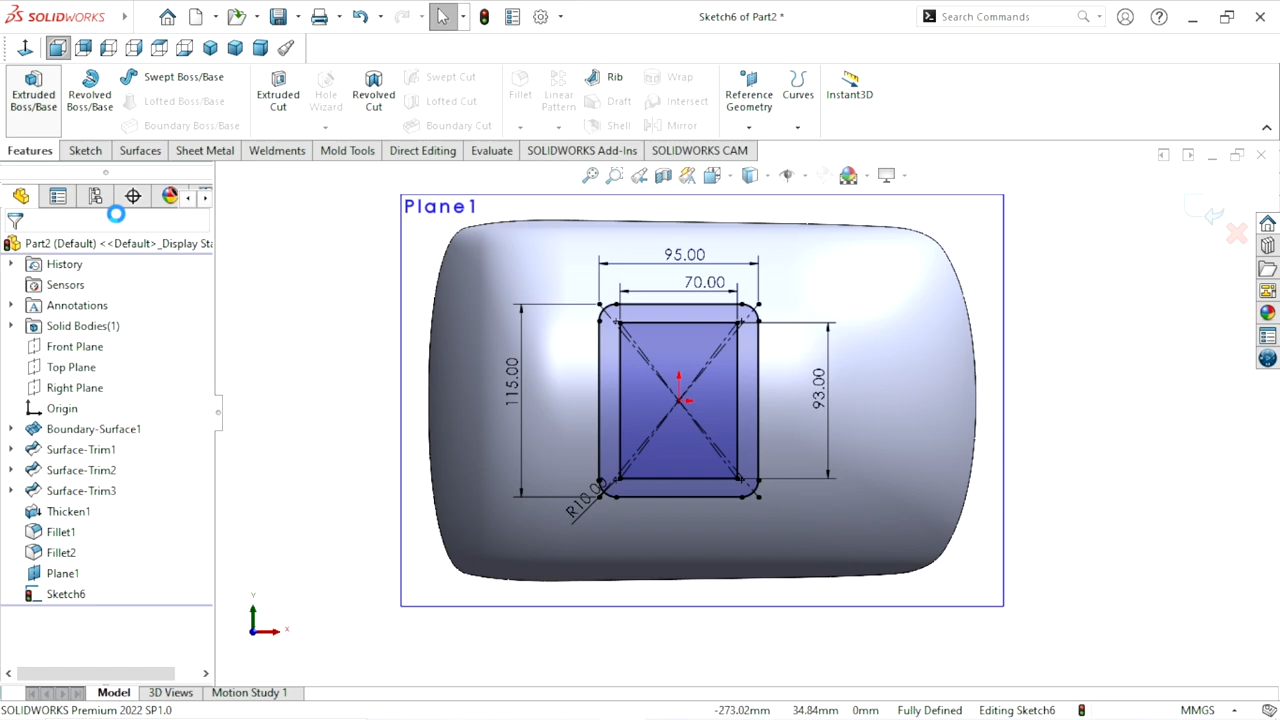 SOLIDWORKS
Sketch6 of Part2 *
Search Commands
Extruded Boss/Base
Revolved Boss/Base
Swept Boss/Base
Lofted Boss/Base
Boundary Boss/Base
Extruded Cut
Hole Wizard
Revolved Cut
Swept Cut
Lofted Cut
Boundary Cut
Fillet
Linear Pattern
Rib
Draft
Shell
Wrap
Intersect
Mirror
Reference Geometry
Curves
Instant3D
Features
Sketch
Surfaces
Sheet Metal
Weldments
Mold Tools
Direct Editing
Evaluate
SOLIDWORKS Add-Ins
SOLIDWORKS CAM
Part2 (Default) <<Default>_Display Sta
History
Sensors
Annotations
Solid Bodies(1)
Front Plane
Top Plane
Right Plane
Origin
Boundary-Surface1
Surface-Trim1
Surface-Trim2
Surface-Trim3
Thicken1
Fillet1
Fillet2
Plane1
Sketch6
Plane1
95.00
70.00
115.00
93.00
R10.00
Y
X
Model
3D Views
Motion Study 1
SOLIDWORKS Premium 2022 SP1.0
-273.02mm
34.84mm
0mm
Fully Defined
Editing Sketch6
MMGS